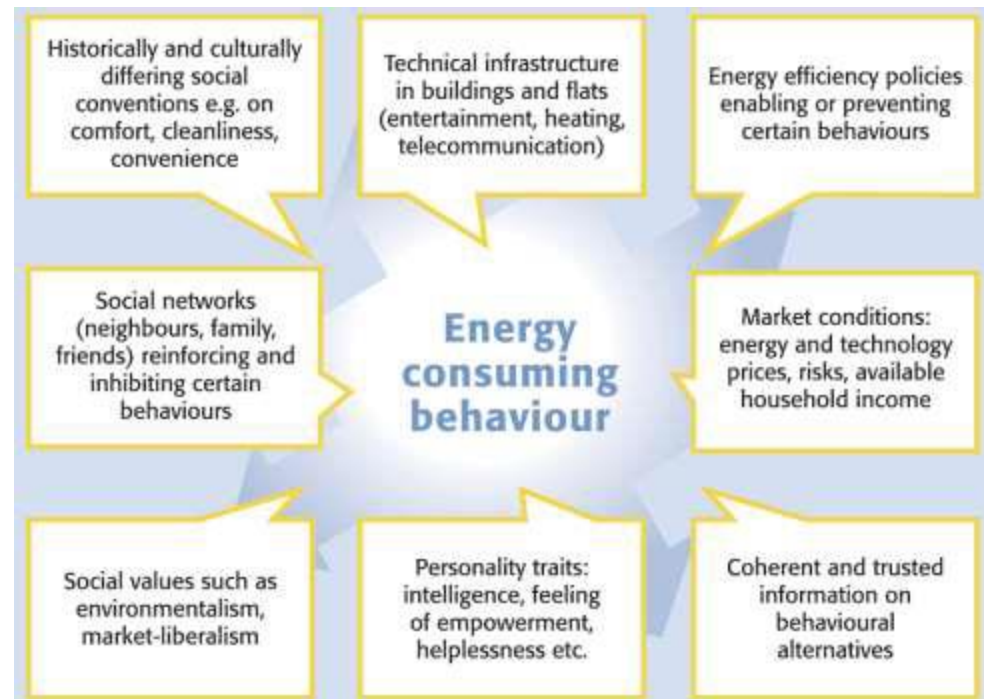 Historically and culturally
differing social
conventions e.g. on
comfort, cleanliness,
convenience
Technical infrastructure
in buildings and flats
(entertainment, heating,
telecommunication)
Energy efficiency policies
enabling or preventing
certain behaviours
Social networks
(neighbours, family,
friends) reinforcing and
inhibiting certain
behaviours
Energy
consuming
behaviour
Market conditions:
energy and technology
prices, risks, available
household income
Social values such as
environmentalism,
market-liberalism
Personality traits:
intelligence, feeling
of empowerment,
helplessness etc.
Coherent and trusted
information on
behavioural
alternatives